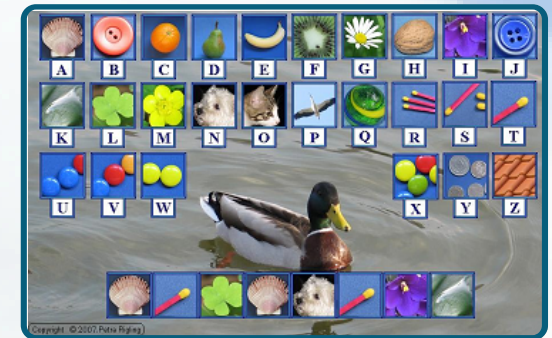 A B C D E F G H I J
K L M N O P Q R S T
U V W X Y Z
Copyright © 2007 Petra Rigling